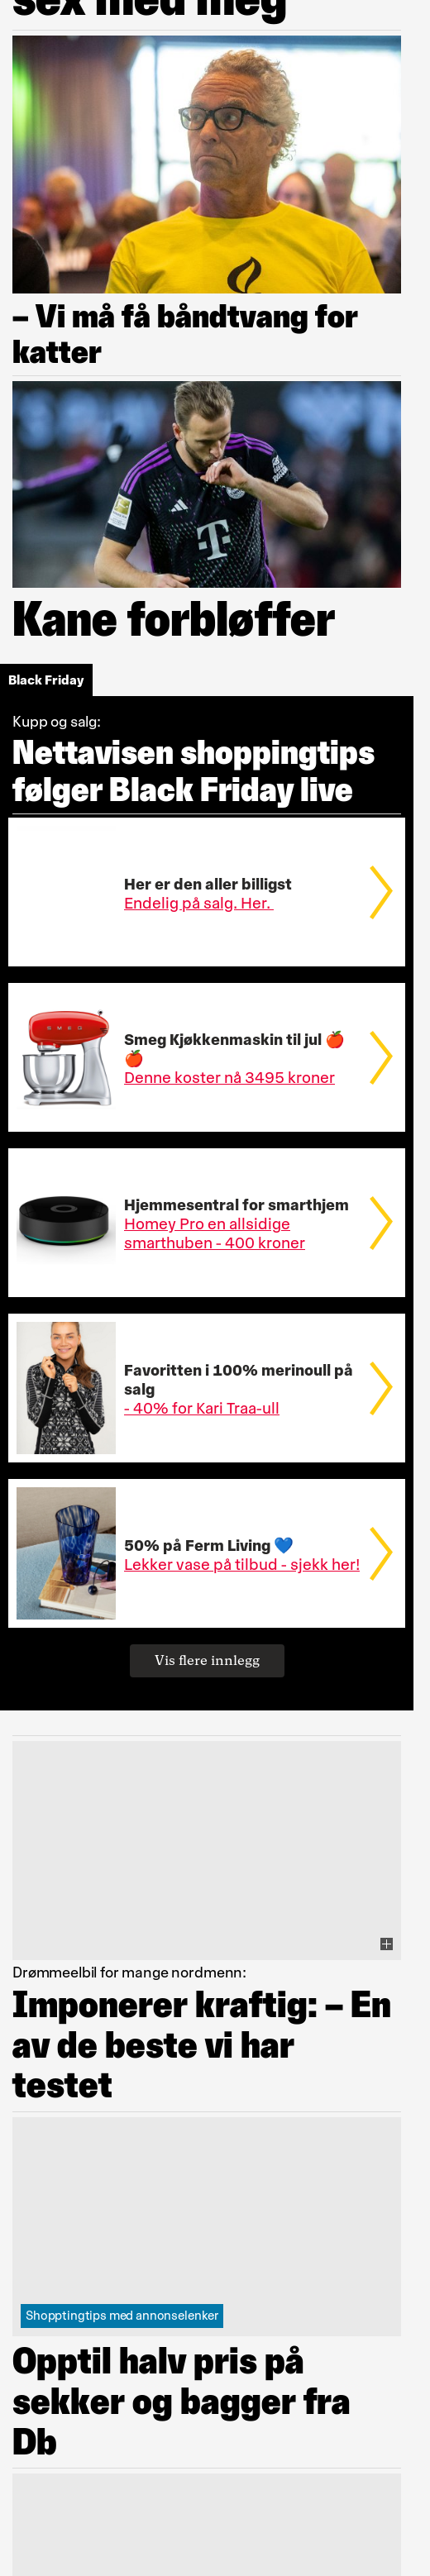 sex med meg
– Vi må få båndtvang for
katter
T
Kane forbløffer
Black Friday
Kupp og salg:
Nettavisen shoppingtips
følger Black Friday live
Her er den aller billigst
Endelig på salg. Her.
SMEG
Smeg Kjøkkenmaskin til jul 🍎
🍎
Denne koster nå 3495 kroner
Hjemmesentral for smarthjem
Homey Pro en allsidige
smarthuben - 400 kroner
Favoritten i 100% merinoull på
salg
- 40% for Kari Traa-ull
50% på Ferm Living 💙
Lekker vase på tilbud - sjekk her!
Vis flere innlegg
Drømmeelbil for mange nordmenn:
Imponerer kraftig: – En
av de beste vi har
testet
Shopptingtips med annonselenker
Opptil halv pris på
sekker og bagger fra
Db